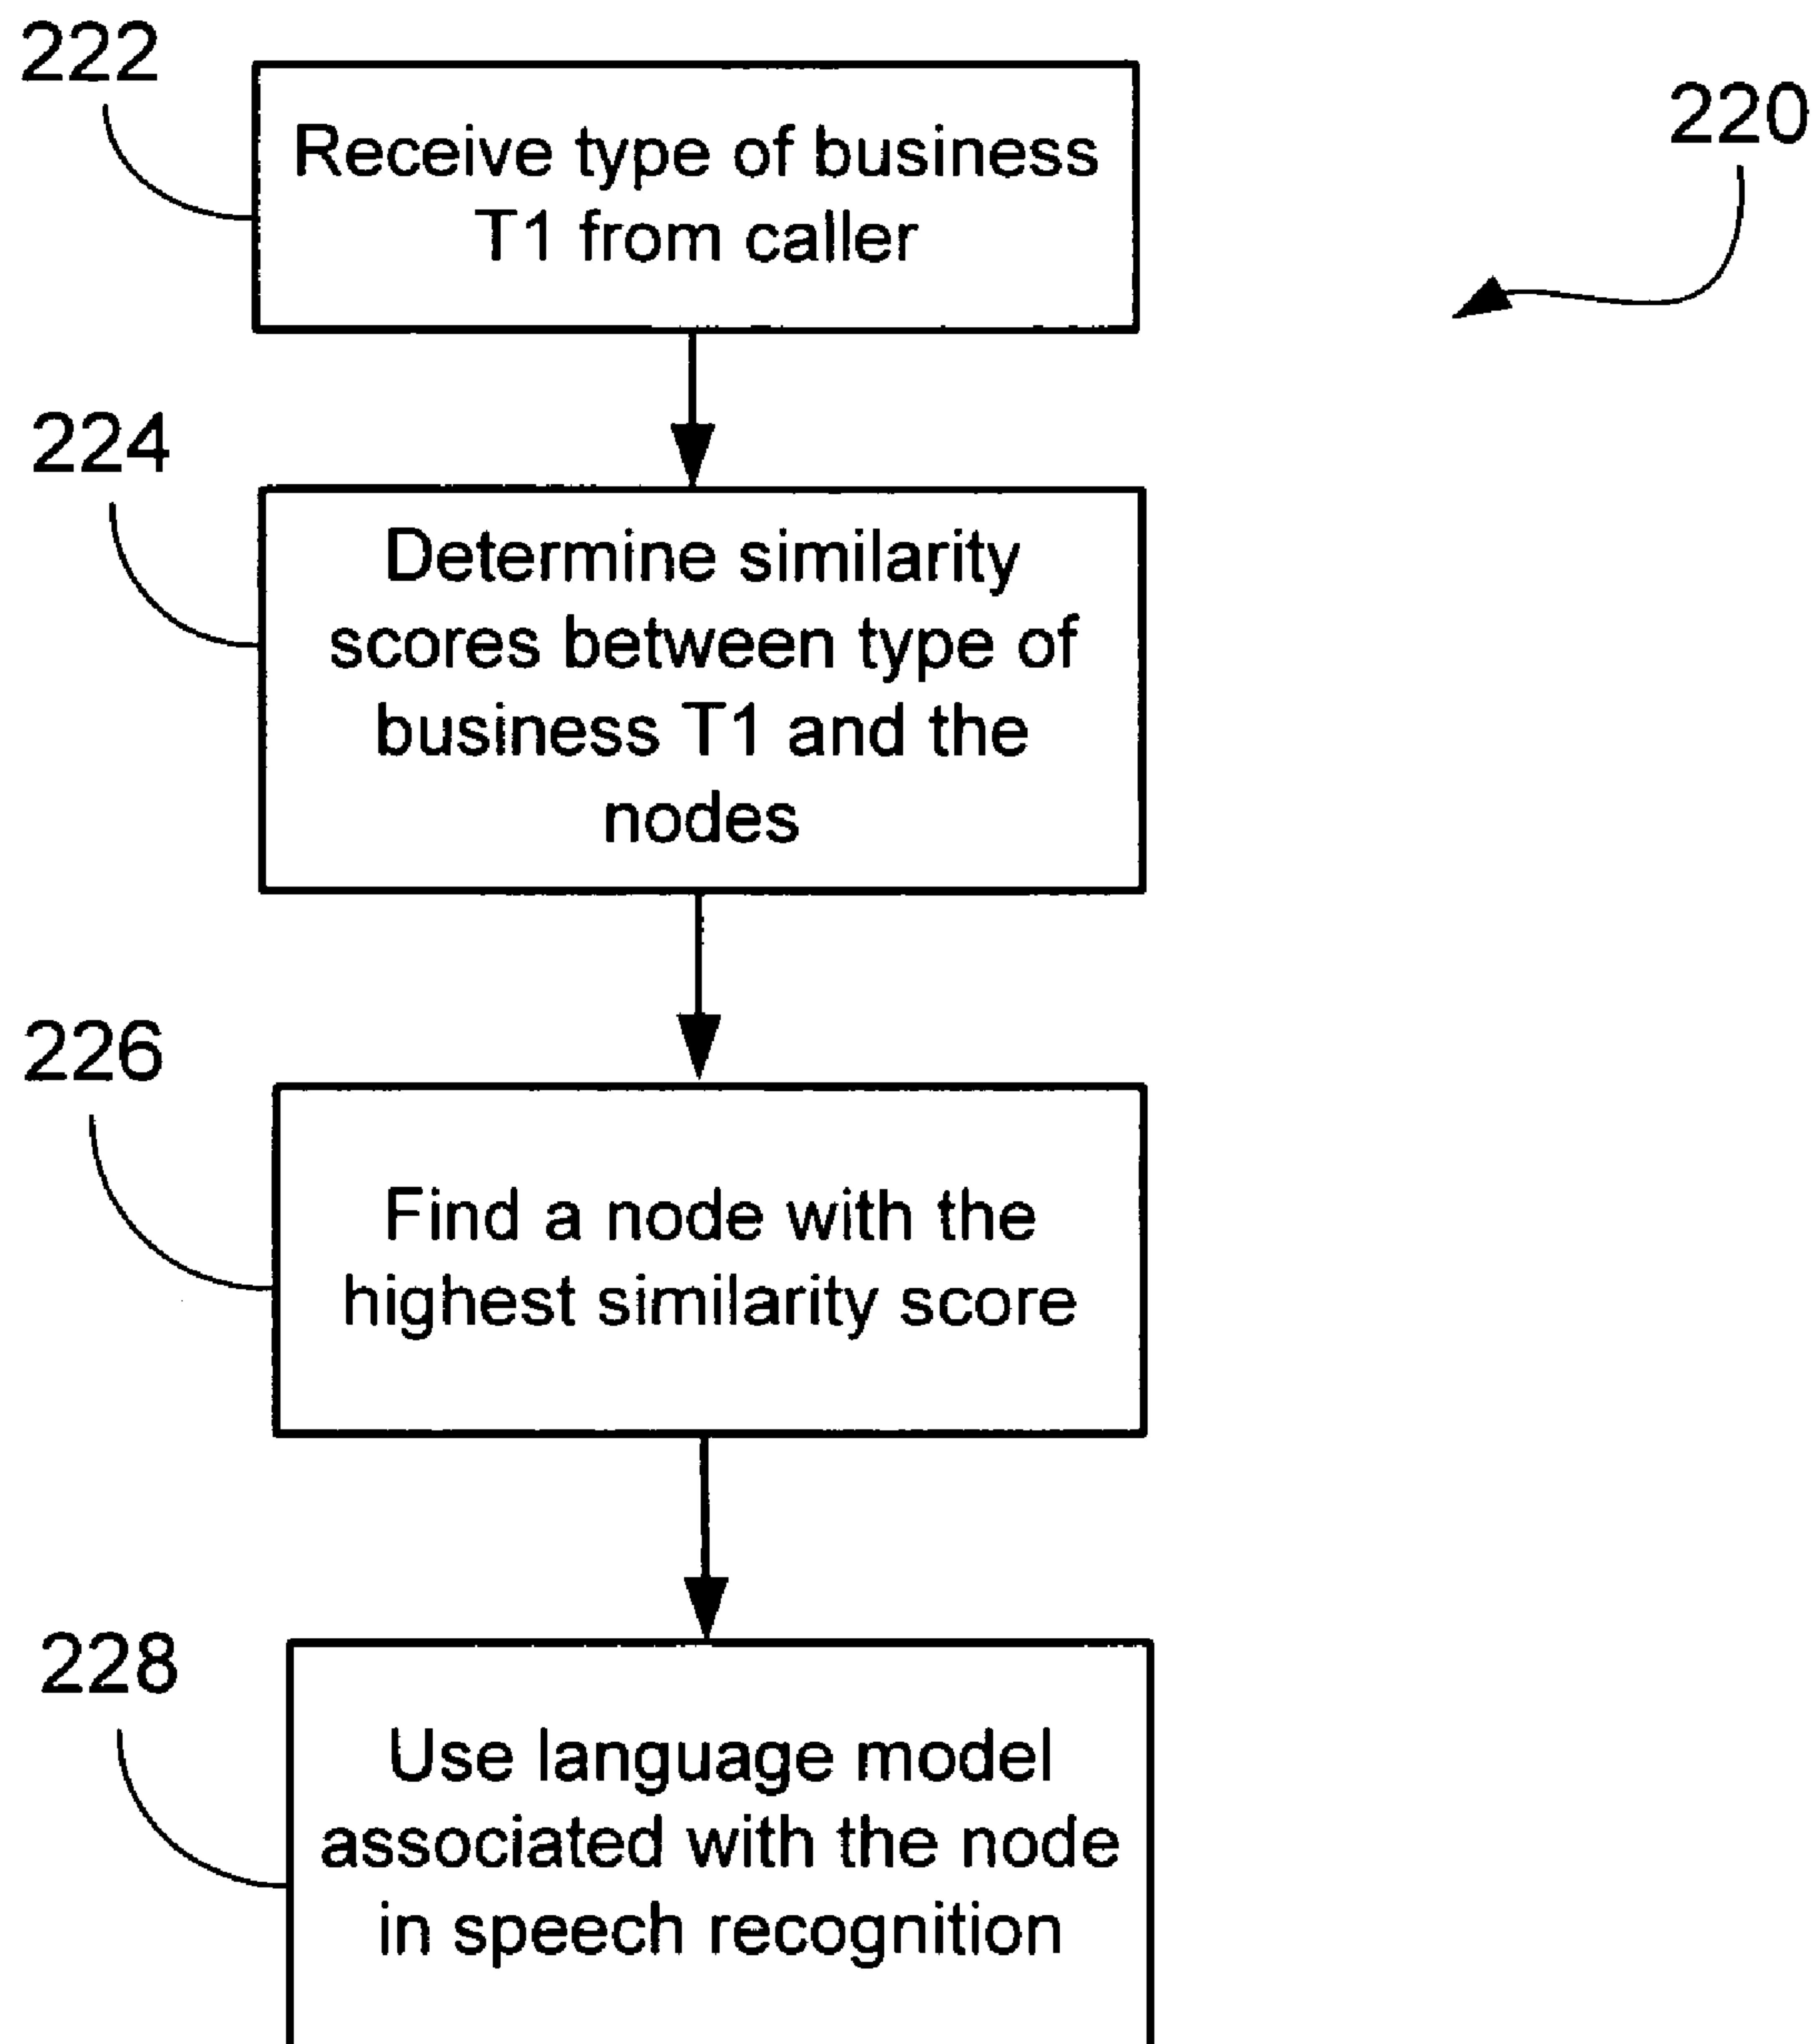 222
220
Receive type of business
T1 from caller
224
Determine similarity
scores between type of
business T1 and the
nodes
226
Find a node with the
highest similarity score
228
Use language model
associated with the node
in speech recognition